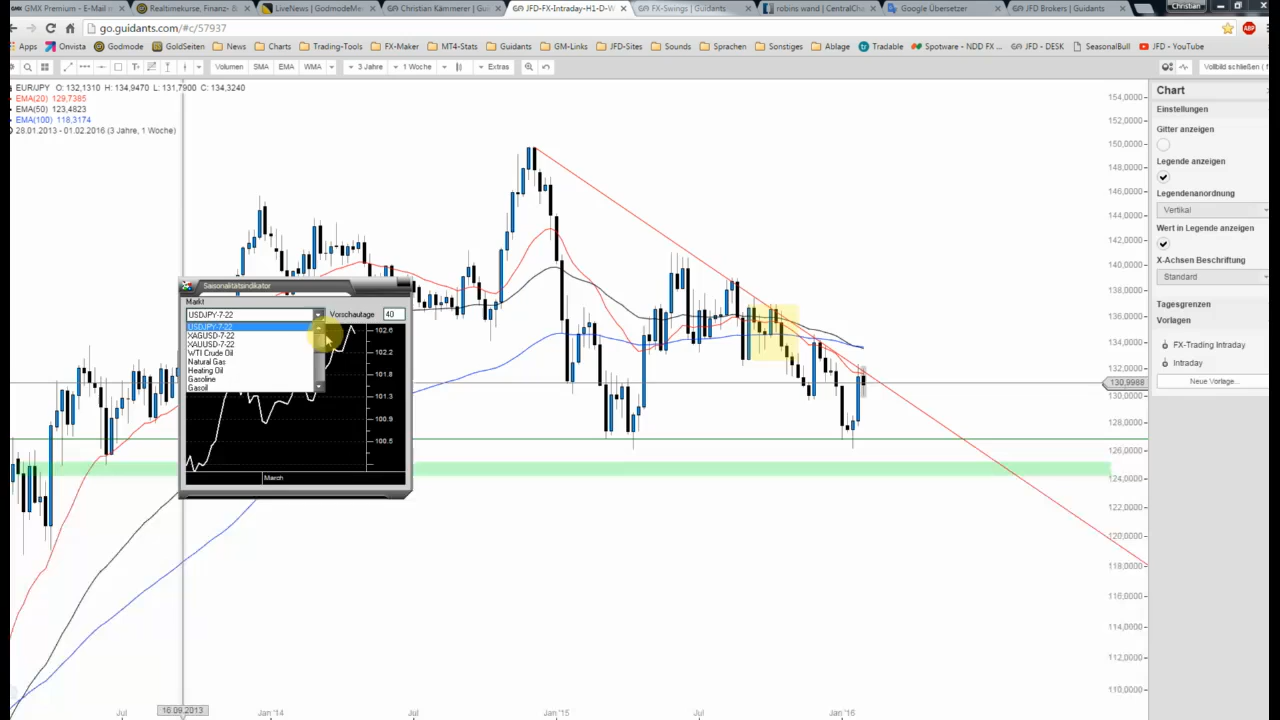 GMX Premium - E-Mail m
Realtimekurse, Finanz- &
LiveNews | GodmodeMem
Christian Kämmerer | Gui
JFD-FX-Intraday-H1-D-W
FX-Swings | Guidants
robins wand | CentralCha
Google Übersetzer
JFD Brokers | Guidants
Christian
go.guidants.com/#c/57937
Apps
Onvista
Godmode
GoldSeiten
News
Charts
Trading-Tools
FX-Maker
MT4-Stats
Guidants
GM-Links
JFD-Sites
Sounds
Sprachen
Sonstiges
Ablage
Tradable
Spotware - NDD FX ...
JFD - DESK
SeasonalBull
JFD - YouTube
Volumen
SMA
EMA
WMA
3 Jahre
1 Woche
Extras
Vollbild schließen (
EURJPY O: 132,1310 H: 134,9470 L: 131,7900 C: 134,3240
EMA(20) 129,7385
EMA(50) 123,4823
EMA(100) 118,3174
28.01.2013 - 01.02.2016 (3 Jahre, 1 Woche)
Saisonalitätsindikator
Markt
USDJPY-7-22
Vorschautage
40
USDJPY-7-22
XAGUSD-7-22
XAUUSD-7-22
WTI Crude Oil
Natural Gas
Heating Oil
Gasoline
Gasoil
102.6
102.2
101.8
101.3
100.9
100.5
March
154,0000
152,0000
150,0000
148,0000
146,0000
144,0000
142,0000
140,0000
138,0000
136,0000
134,0000
132,0000
130,9988
130,0000
128,0000
126,0000
124,0000
122,0000
120,0000
118,0000
116,0000
114,0000
112,0000
110,0000
Jul
16.09.2013
Jan '14
Jul
Jan '15
Jul
Jan '16
Chart
Einstellungen
Gitter anzeigen
Legende anzeigen
Legendenanordnung
Vertikal
Wert in Legende anzeigen
X-Achsen Beschriftung
Standard
Tagesgrenzen
Vorlagen
FX-Trading Intraday
Intraday
Neue Vorlage...